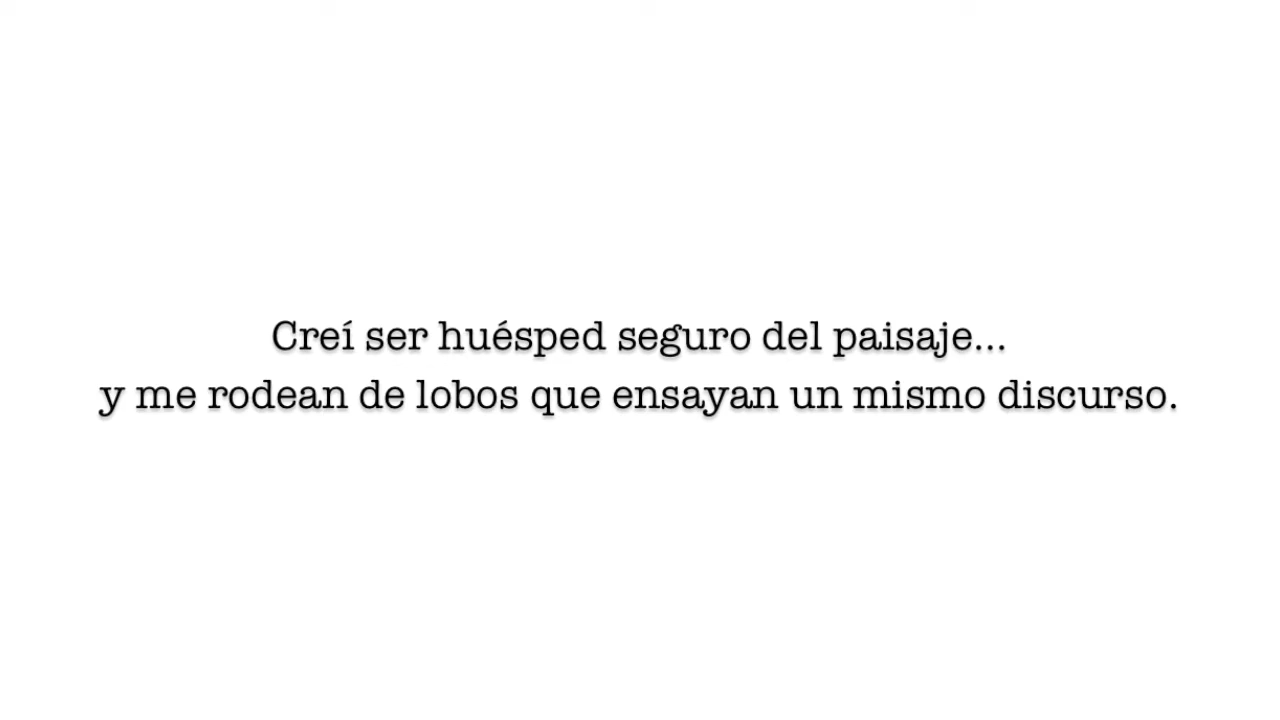 Creí ser huésped seguro del paisaje...
y me rodean de lobos que ensayan un mismo discurso.